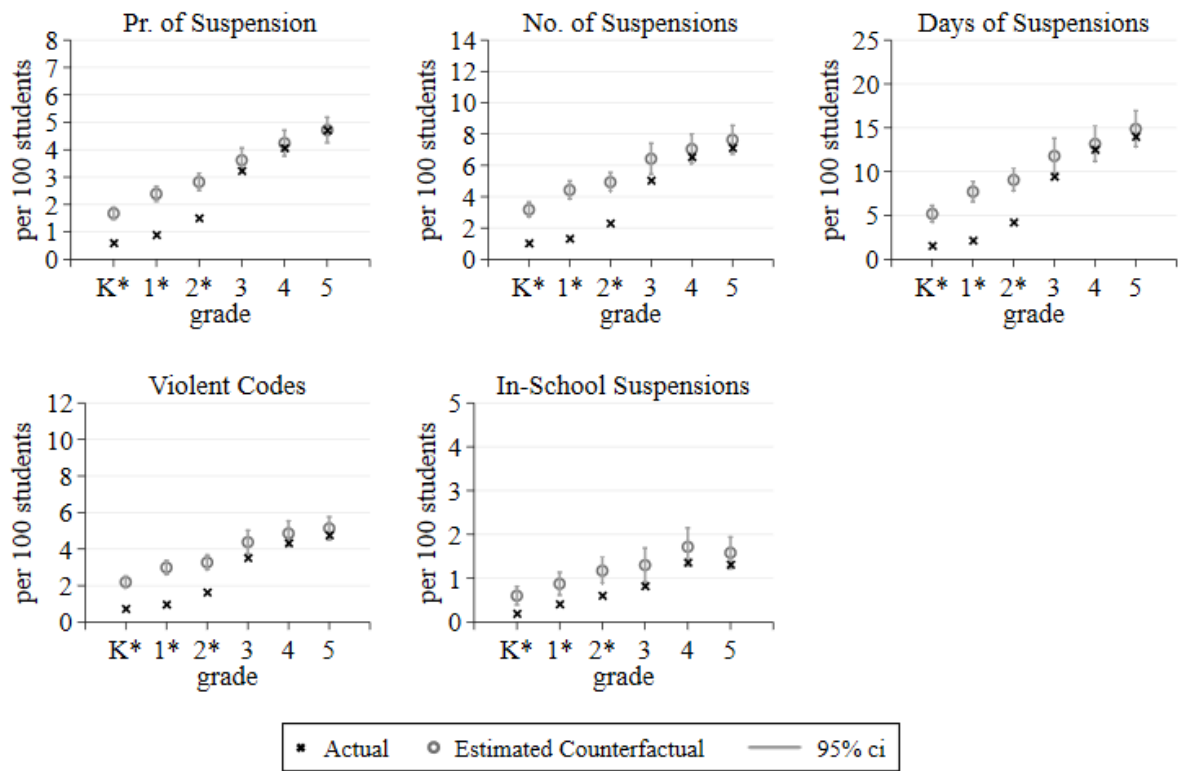 Pr. of Suspension
8
7
6
5
4
3
2
1
0
per 100 students
K* 1* 2* 3 4 5
grade
No. of Suspensions
14
12
10
8
6
4
2
0
per 100 students
K* 1* 2* 3 4 5
grade
Days of Suspensions
25
20
15
10
5
0
per 100 students
K* 1* 2* 3 4 5
grade
Violent Codes
12
10
8
6
4
2
0
per 100 students
K* 1* 2* 3 4 5
grade
In-School Suspensions
5
4
3
2
1
0
per 100 students
K* 1* 2* 3 4 5
grade
Actual Estimated Counterfactual 95% ci